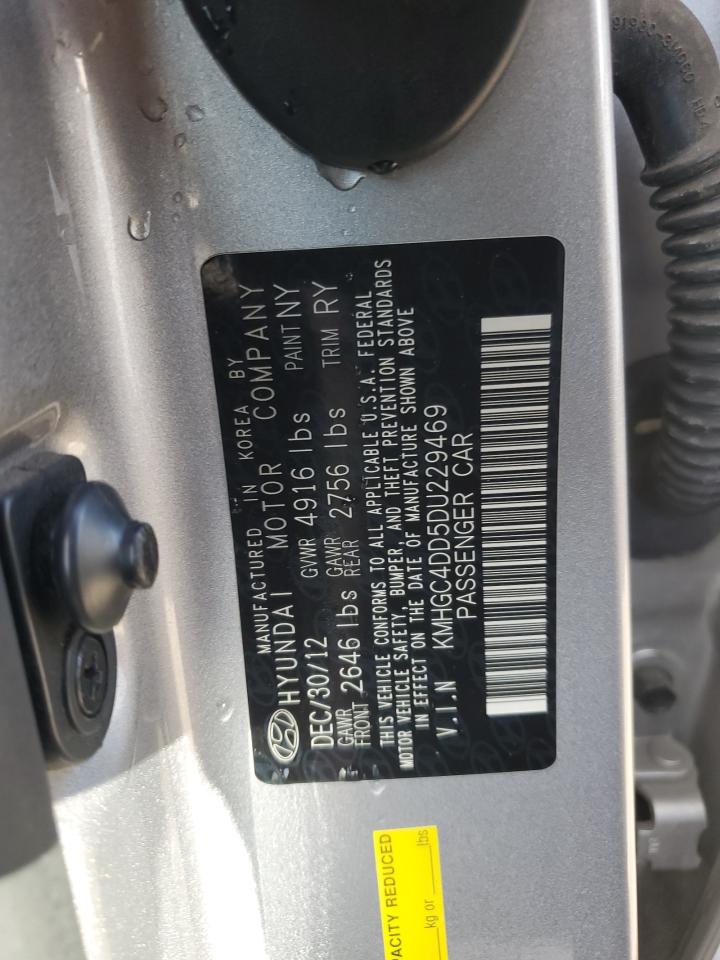 MANUFACTURED IN KOREA BY
HYUNDAI MOTOR COMPANY
DEC/30/12 GVWR 4916 lbs PAINT NY
GAWR FRONT 2646 lbs GAWR REAR 2756 lbs TRIM RY
THIS VEHICLE CONFORMS TO ALL APPLICABLE U.S.A. FEDERAL
MOTOR VEHICLE SAFETY, BUMPER, AND THEFT PREVENTION STANDARDS
IN EFFECT ON THE DATE OF MANUFACTURE SHOWN ABOVE
V.I.N KMHGC4DD5DU229469
PASSENGER CAR
PACITY REDUCED
kg or lbs